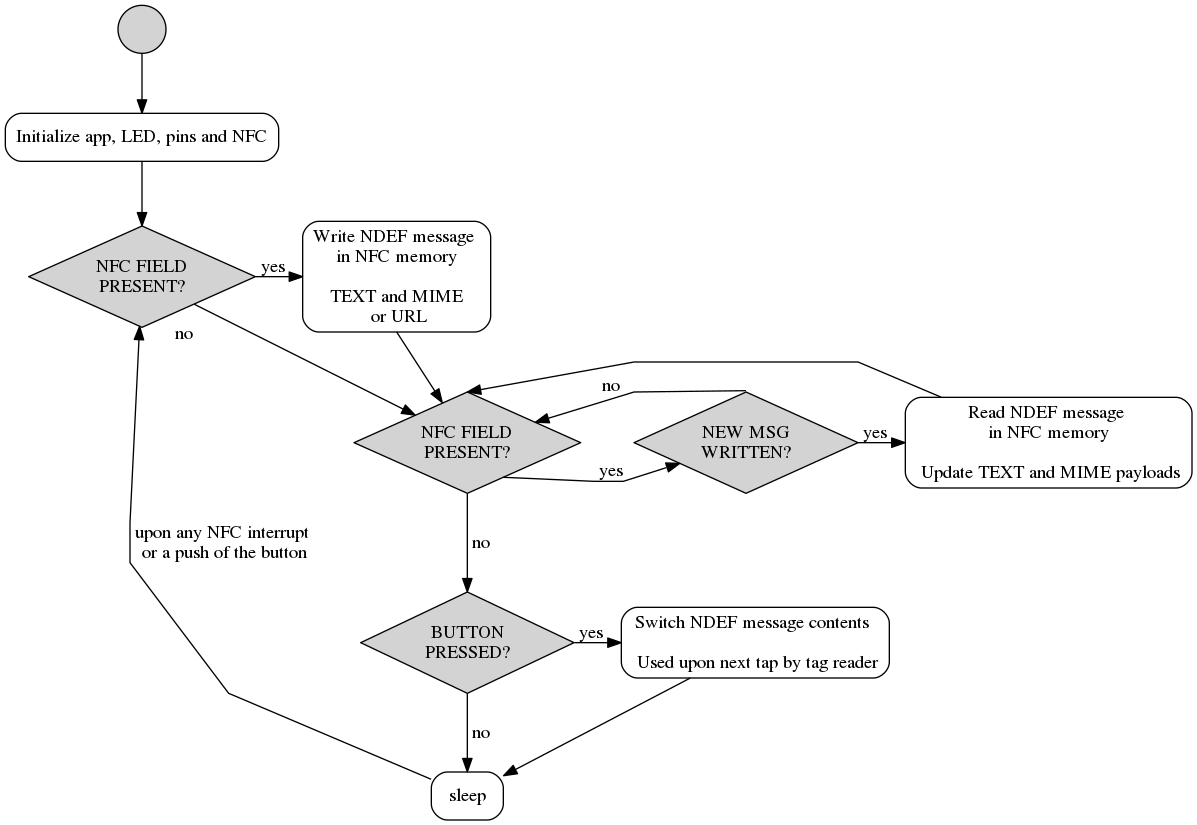 Initialize app, LED, pins and NFC
NFC FIELD
PRESENT?
yes
no
Write NDEF message
in NFC memory
TEXT and MIME
or URL
NFC FIELD
PRESENT?
yes
no
no
NEW MSG
WRITTEN?
yes
Read NDEF message
in NFC memory
Update TEXT and MIME payloads
upon any NFC interrupt
or a push of the button
BUTTON
PRESSED?
yes
no
Switch NDEF message contents
Used upon next tap by tag reader
sleep